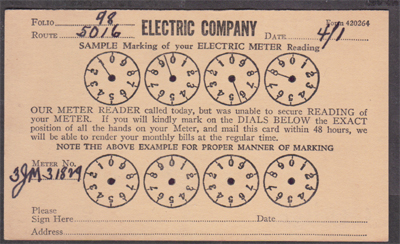 FOLIO 98 ELECTRIC COMPANY Form 420264
ROUTE 5016 DATE 4/1
SAMPLE Marking of your ELECTRIC METER Reading
OUR METER READER called today, but was unable to secure READING of
your METER. If you will kindly mark on the DIALS BELOW the EXACT
position of all the hands on your Meter, and mail this card within 48 hours, we
will be able to render your monthly bills at the regular time.
NOTE THE ABOVE EXAMPLE FOR PROPER MANNER OF MARKING
METER NO.
Please
Sign Here Date
Address